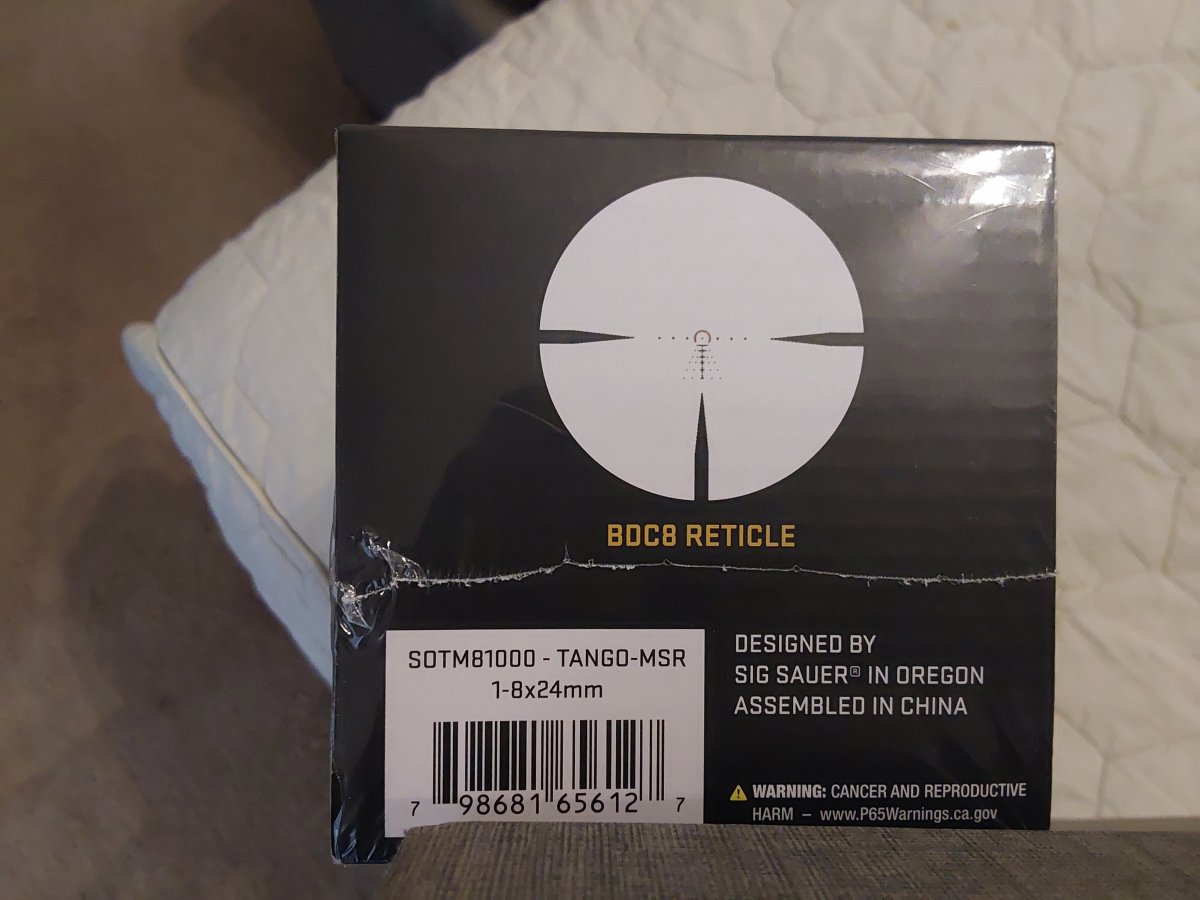 BDC8 RETICLE
SOTM81000 - TANGO-MSR
1-8x24mm
7 98681 65612 7
DESIGNED BY
SIG SAUER® IN OREGON
ASSEMBLED IN CHINA
WARNING: CANCER AND REPRODUCTIVE
HARM – www.P65Warnings.ca.gov